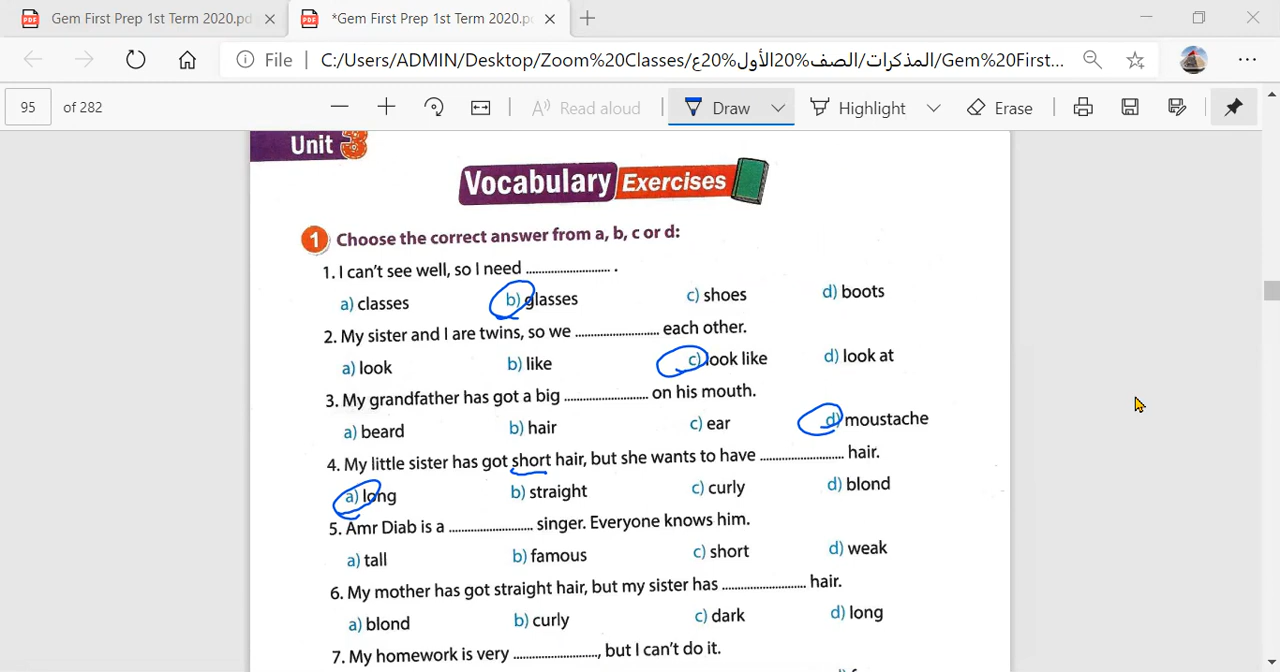 Gem First Prep 1st Term 2020.pd
*Gem First Prep 1st Term 2020.pd
File | C:/Users/ADMIN/Desktop/Zoom%20Classes/المذكرات/الصف%20الأول%20ع/Gem%20First...
95 of 282 Read aloud Draw Highlight Erase
Unit 3
Vocabulary Exercises
1 Choose the correct answer from a, b, c or d:
1. I can't see well, so I need ........................ .
a) classes b) glasses c) shoes d) boots
2. My sister and I are twins, so we ........................ each other.
a) look b) like c) look like d) look at
3. My grandfather has got a big ........................ on his mouth.
a) beard b) hair c) ear d) moustache
4. My little sister has got short hair, but she wants to have ........................ hair.
a) long b) straight c) curly d) blond
5. Amr Diab is a ........................ singer. Everyone knows him.
a) tall b) famous c) short d) weak
6. My mother has got straight hair, but my sister has ........................ hair.
a) blond b) curly c) dark d) long
7. My homework is very ........................, but I can't do it.